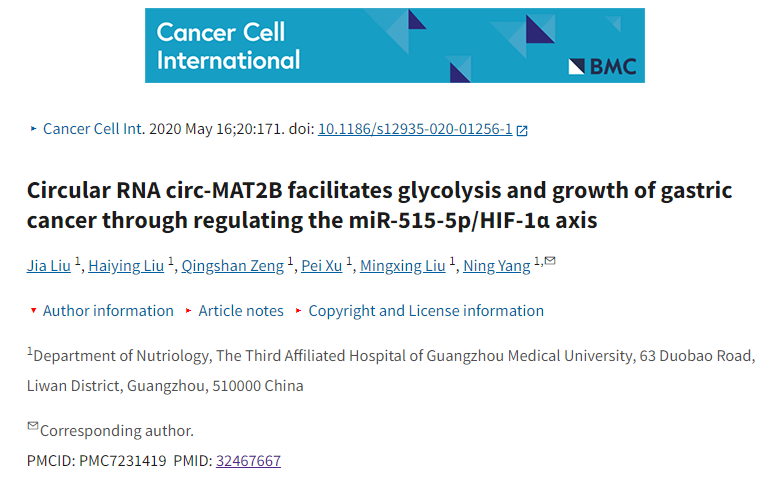 Cancer Cell
International
BMC
Cancer Cell Int. 2020 May 16;20:171. doi: 10.1186/s12935-020-01256-1
Circular RNA circ-MAT2B facilitates glycolysis and growth of gastric
cancer through regulating the miR-515-5p/HIF-1α axis
Jia Liu 1, Haiying Liu 1, Qingshan Zeng 1, Pei Xu 1, Mingxing Liu 1, Ning Yang 1,✉
Author information Article notes Copyright and License information
1Department of Nutriology, The Third Affiliated Hospital of Guangzhou Medical University, 63 Duobao Road,
Liwan District, Guangzhou, 510000 China
✉Corresponding author.
PMCID: PMC7231419 PMID: 32467667